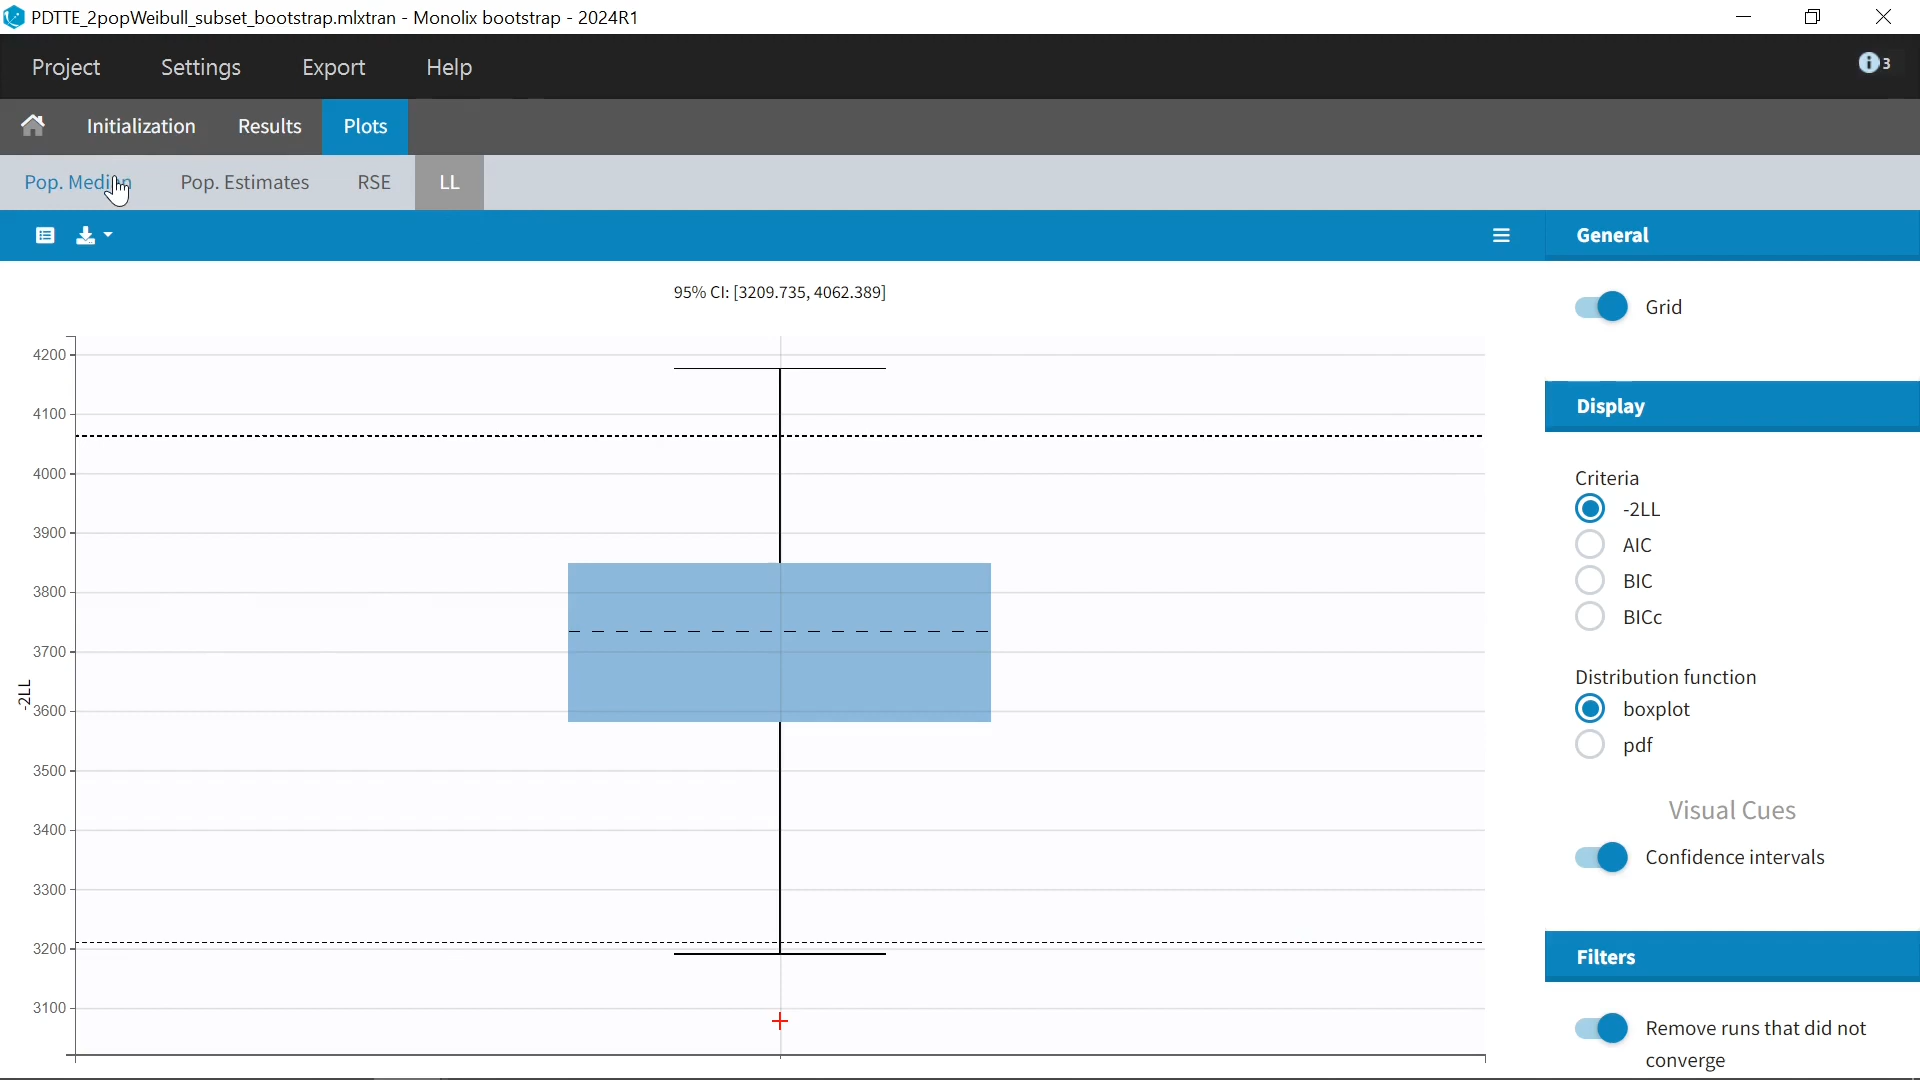 PDTTE_2popWeibull_subset_bootstrap.mlxtran - Monolix bootstrap - 2024R1
Project Settings Export Help 3
Initialization Results Plots
Pop. Median Pop. Estimates RSE LL
General
95% CI: [3209.735, 4062.389]
Grid
4200
4100
4000
3900
3800
3700
3600
3500
3400
3300
3200
3100
-2LL
Display
Criteria
-2LL
AIC
BIC
BICc
Distribution function
boxplot
pdf
Visual Cues
Confidence intervals
Filters
Remove runs that did not
converge